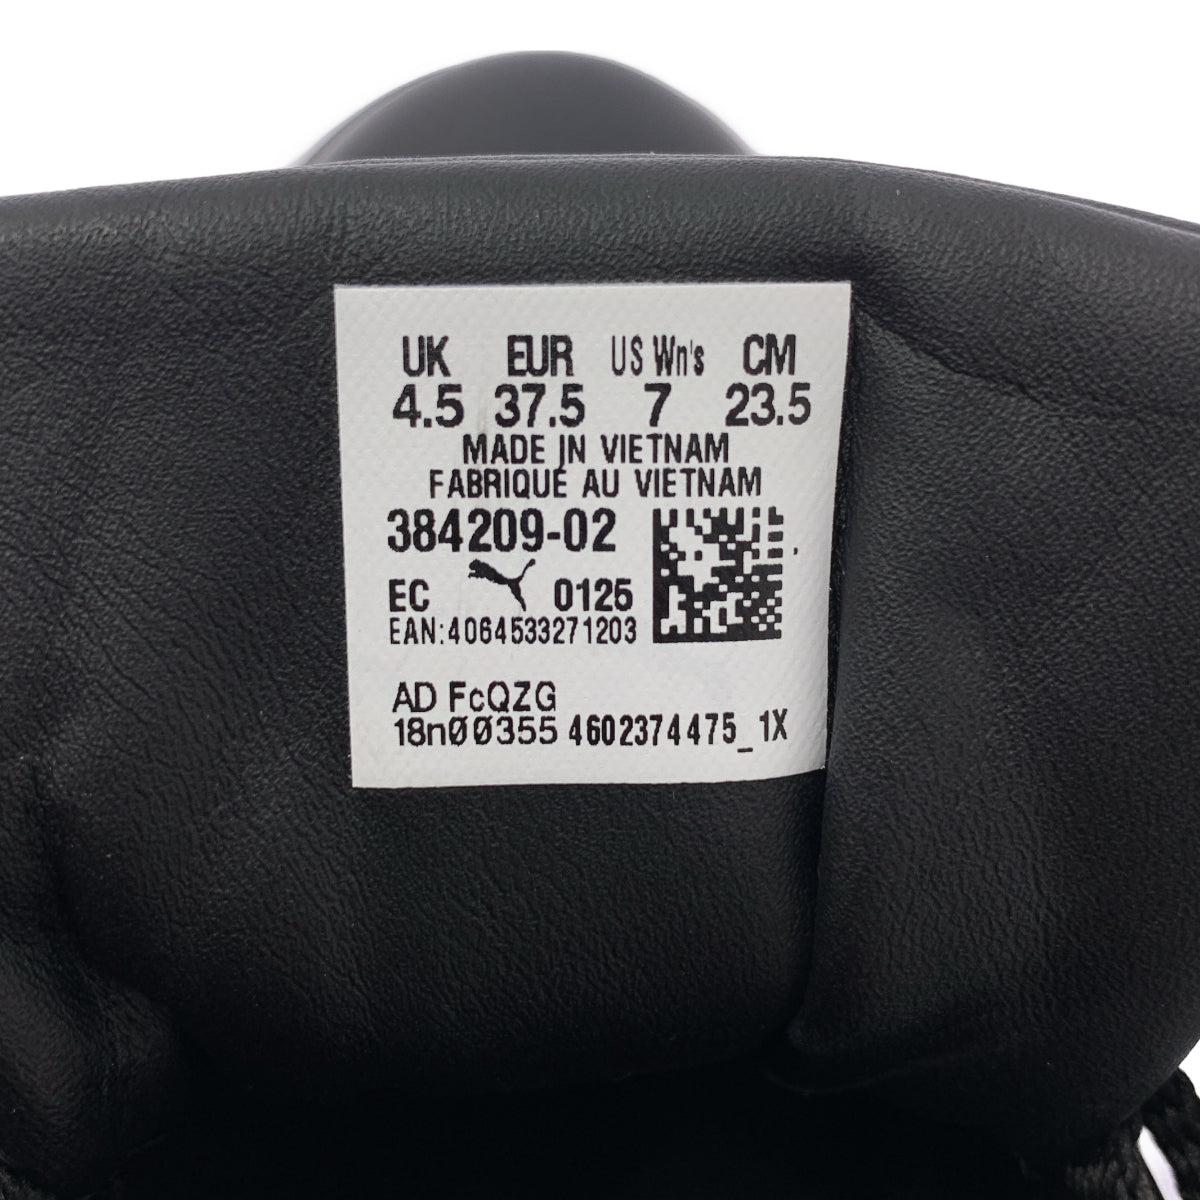 UK EUR US Wn's CM
4.5 37.5 7 23.5
MADE IN VIETNAM
FABRIQUÉ AU VIETNAM
384209-02
EC 0125
EAN:4064533271203
AD FcQZG
18n00355 4602374475_1X